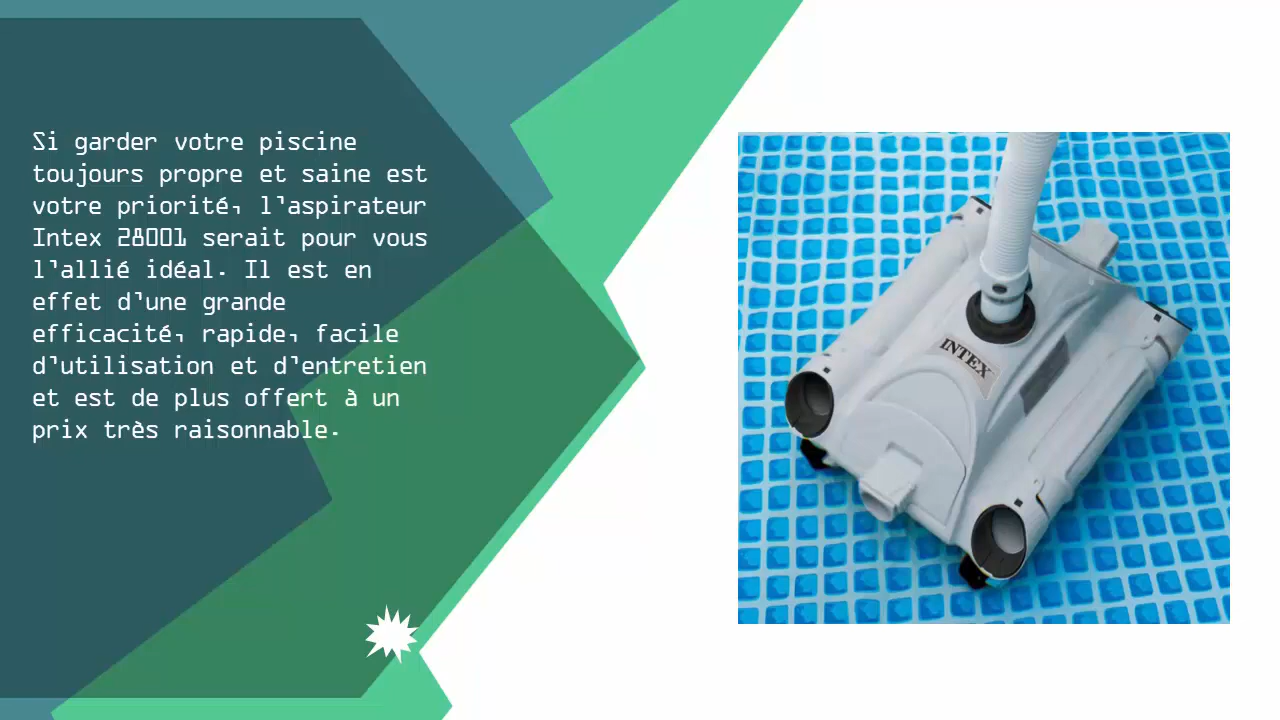 Si garder votre piscine
toujours propre et saine est
votre priorité, l'aspirateur
Intex 28001 serait pour vous
l'allié idéal. Il est en
effet d'une grande
efficacité, rapide, facile
d'utilisation et d'entretien
et est de plus offert à un
prix très raisonnable.
INTEX